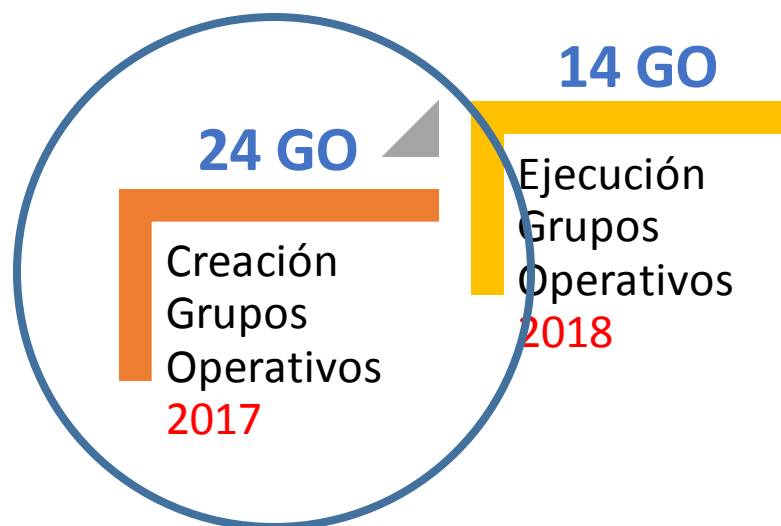 24 GO
Creación
Grupos
Operativos
2017
14 GO
Ejecución
Grupos
Operativos
2018